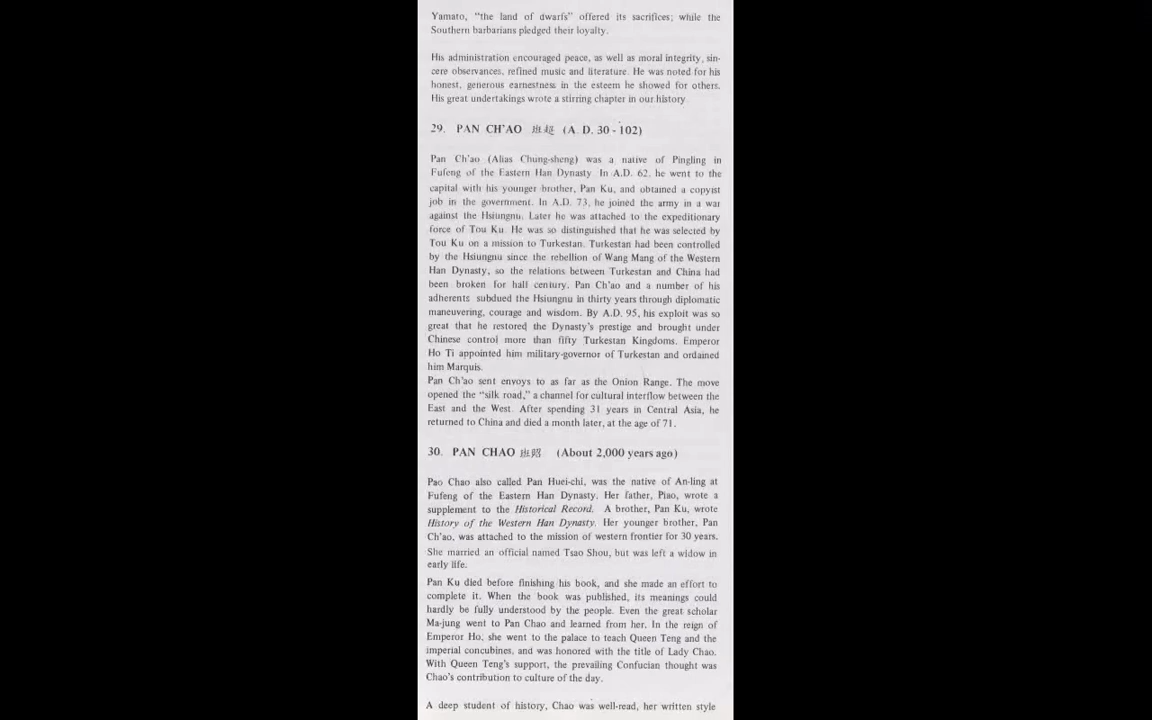 Yamato, "the land of dwarfs" offered its sacrifices; while the
Southern barbarians pledged their loyalty.
His administration encouraged peace, as well as moral integrity, sin-
cere observances, refined music and literature. He was noted for his
honest, generous earnestness in the esteem he showed for others.
His great undertakings wrote a stirring chapter in our history.
29. PAN CH'AO 班超 (A. D. 30 - 102)
Pan Ch'ao (Alias Chung-sheng) was a native of Pingling in
Fufeng of the Eastern Han Dynasty. In A.D. 62, he went to the
capital with his younger brother, Pan Ku, and obtained a copyist
job in the government. In A.D. 73, he joined the army in a war
against the Hsiungnu. Later he was attached to the expeditionary
force of Tou Ku. He was so distinguished that he was selected by
Tou Ku on a mission to Turkestan. Turkestan had been controlled
by the Hsiungnu since the rebellion of Wang Mang of the Western
Han Dynasty, so the relations between Turkestan and China had
been broken for half century. Pan Ch'ao and a number of his
adherents subdued the Hsiungnu in thirty years through diplomatic
maneuvering, courage and wisdom. By A.D. 95, his exploit was so
great that he restored the Dynasty's prestige and brought under
Chinese control more than fifty Turkestan Kingdoms. Emperor
Ho Ti appointed him military-governor of Turkestan and ordained
him Marquis.
Pan Ch'ao sent envoys to as far as the Onion Range. The move
opened the "silk road," a channel for cultural interflow between the
East and the West. After spending 31 years in Central Asia, he
returned to China and died a month later, at the age of 71.
30. PAN CHAO 班昭 (About 2,000 years ago)
Pao Chao also called Pan Huei-chi, was the native of An-ling at
Fufeng of the Eastern Han Dynasty. Her father, Piao, wrote a
supplement to the Historical Record. A brother, Pan Ku, wrote
History of the Western Han Dynasty. Her younger brother, Pan
Ch'ao, was attached to the mission of western frontier for 30 years.
She married an official named Tsao Shou, but was left a widow in
early life.
Pan Ku died before finishing his book, and she made an effort to
complete it. When the book was published, its meanings could
hardly be fully understood by the people. Even the great scholar
Ma-jung went to Pan Chao and learned from her. In the reign of
Emperor Ho, she went to the palace to teach Queen Teng and the
imperial concubines, and was honored with the title of Lady Chao.
With Queen Teng's support, the prevailing Confucian thought was
Chao's contribution to culture of the day.
A deep student of history, Chao was well-read, her written style